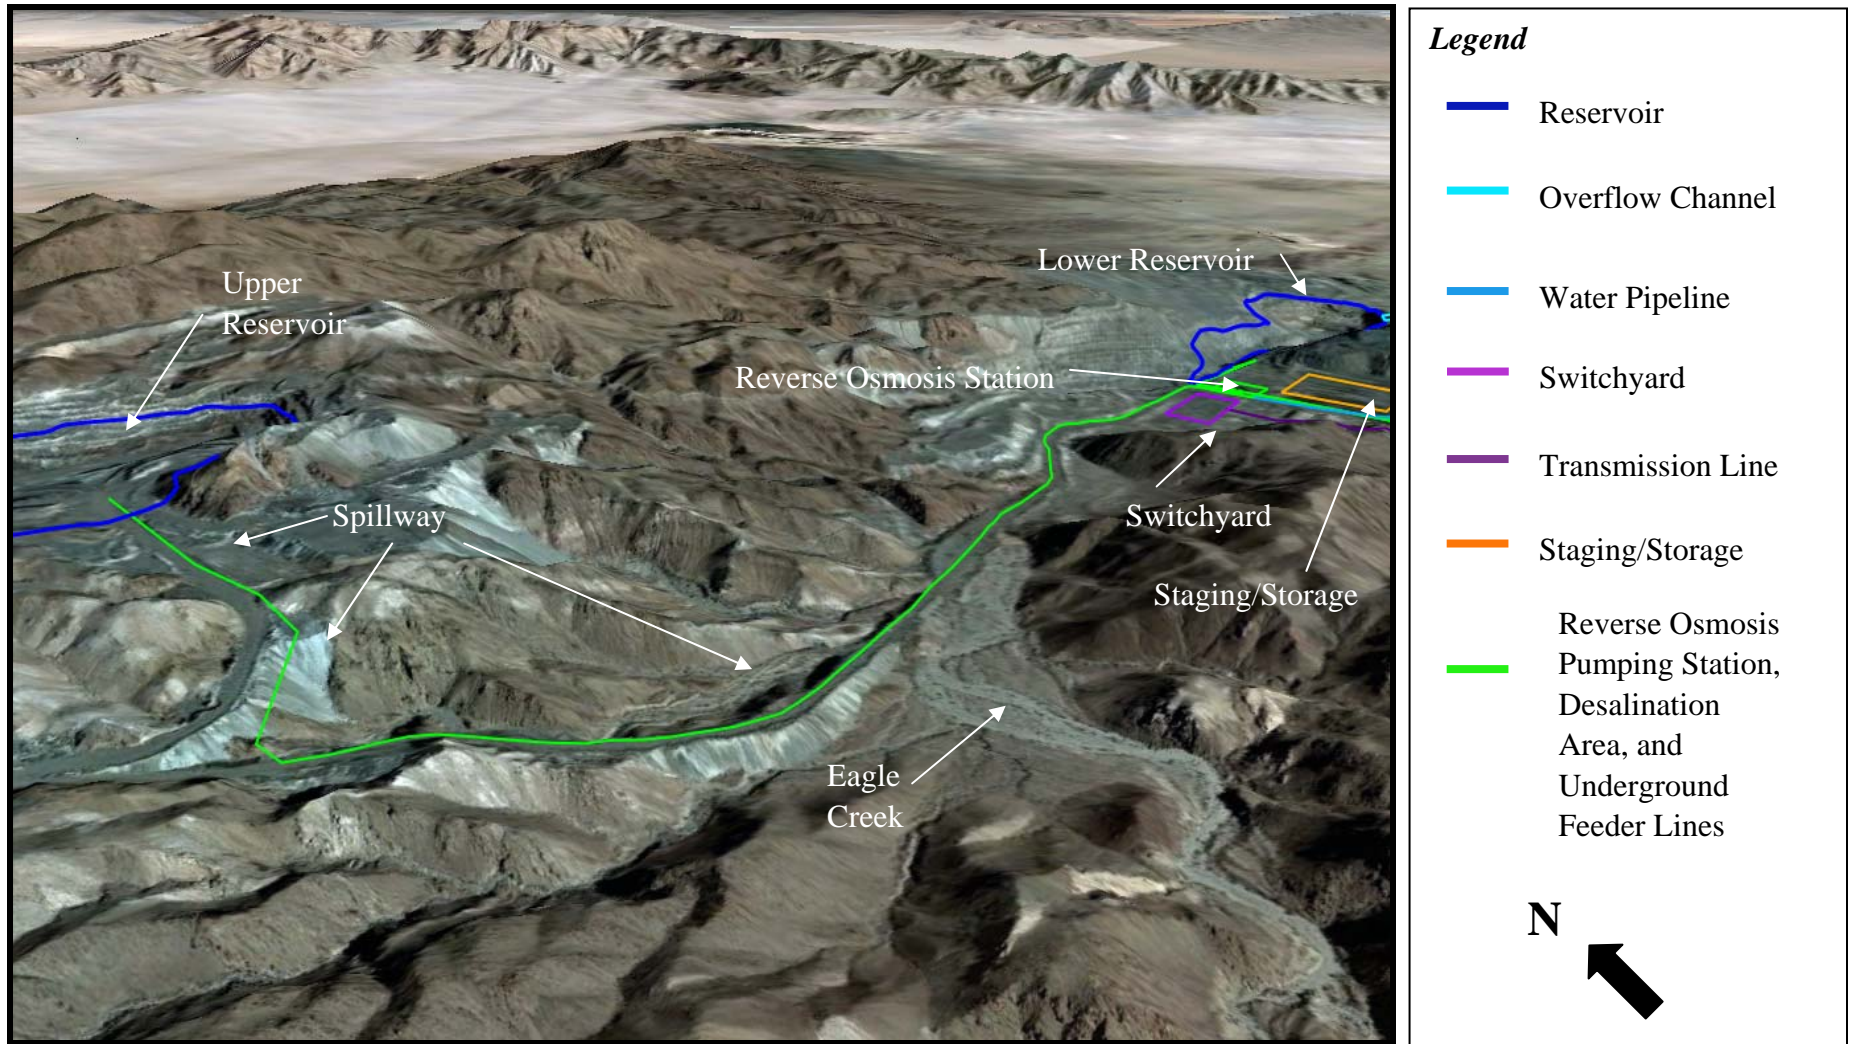 Upper
Reservoir
Lower Reservoir
Reverse Osmosis Station
Spillway
Switchyard
Staging/Storage
Eagle
Creek
Legend
Reservoir
Overflow Channel
Water Pipeline
Switchyard
Transmission Line
Staging/Storage
Reverse Osmosis
Pumping Station,
Desalination
Area, and
Underground
Feeder Lines
N